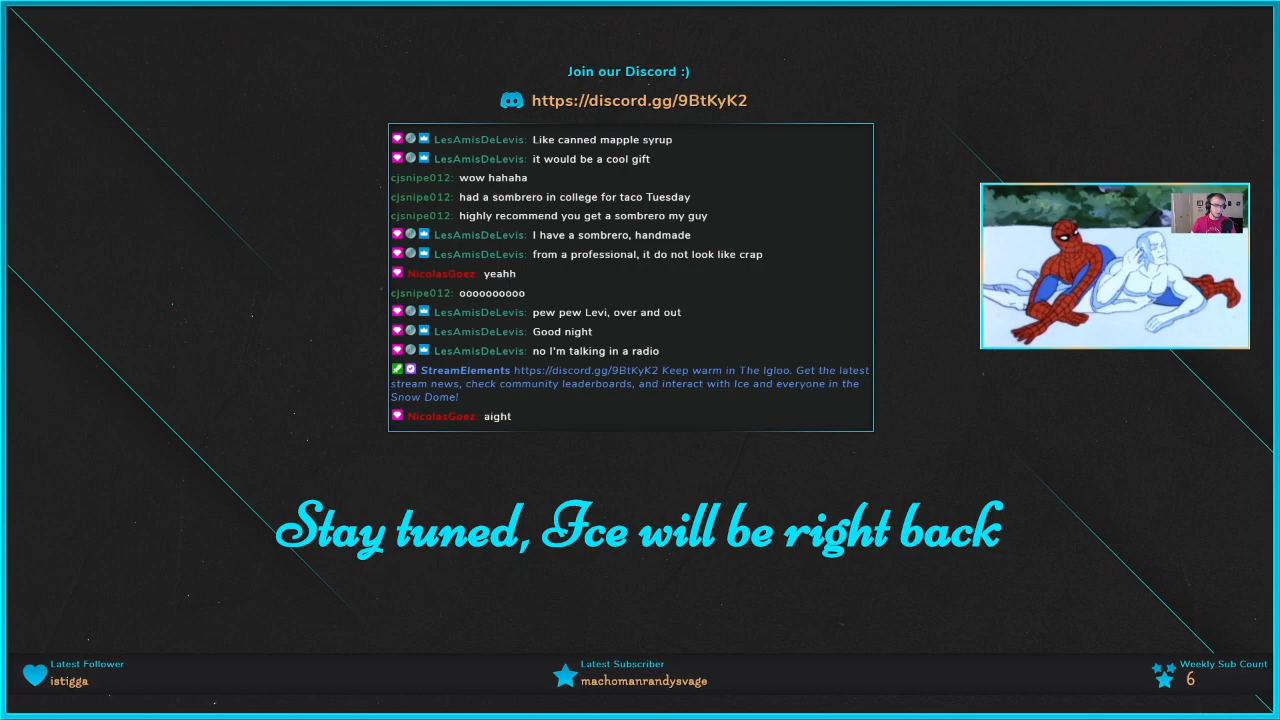 Join our Discord :)
https://discord.gg/9BtKyK2
LesAmisDeLevis: Like canned mapple syrup
LesAmisDeLevis: it would be a cool gift
cjsnipe012: wow hahaha
cjsnipe012: had a sombrero in college for taco Tuesday
cjsnipe012: highly recommend you get a sombrero my guy
LesAmisDeLevis: I have a sombrero, handmade
LesAmisDeLevis: from a professional, it do not look like crap
NicolasGoez: yeahh
cjsnipe012: oooooooooo
LesAmisDeLevis: pew pew Levi, over and out
LesAmisDeLevis: Good night
LesAmisDeLevis: no I'm talking in a radio
StreamElements https://discord.gg/9BtKyK2 Keep warm in The Igloo. Get the latest
stream news, check community leaderboards, and interact with Ice and everyone in the
Snow Dome!
NicolasGoez: aight
Stay tuned, Ice will be right back
Latest Follower
istigga
Latest Subscriber
machomanrandysvage
Weekly Sub Count
6